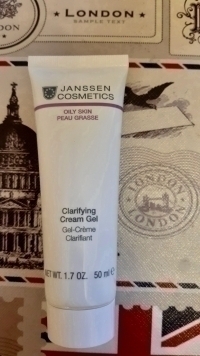 LONDON
SAMPLE TEXT
JANSSEN
COSMETICS
OILY SKIN
PEAU GRASSE
Clarifying
Cream Gel
Gel-Crème
Clarifiant
NET WT. 1.7 OZ. 50 ml e
LONDON
LONDON